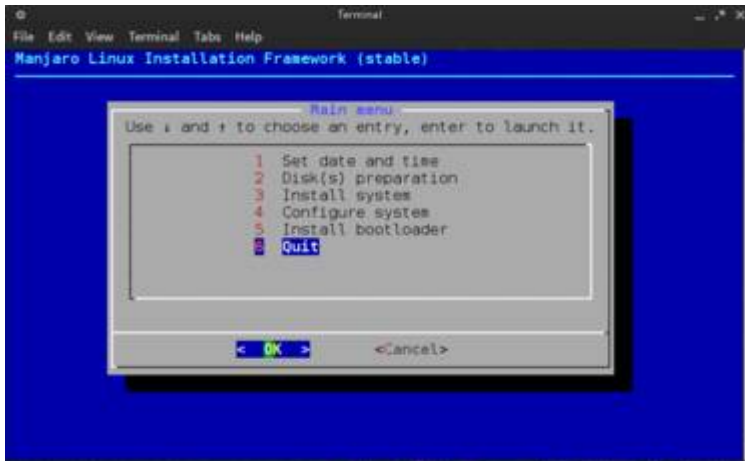 Terminal
File Edit View Terminal Tabs Help
Manjaro Linux Installation Framework (stable)
Main menu
Use ↓ and ↑ to choose an entry, enter to launch it.
1 Set date and time
2 Disk(s) preparation
3 Install system
4 Configure system
5 Install bootloader
6 Quit
< OK > <Cancel>